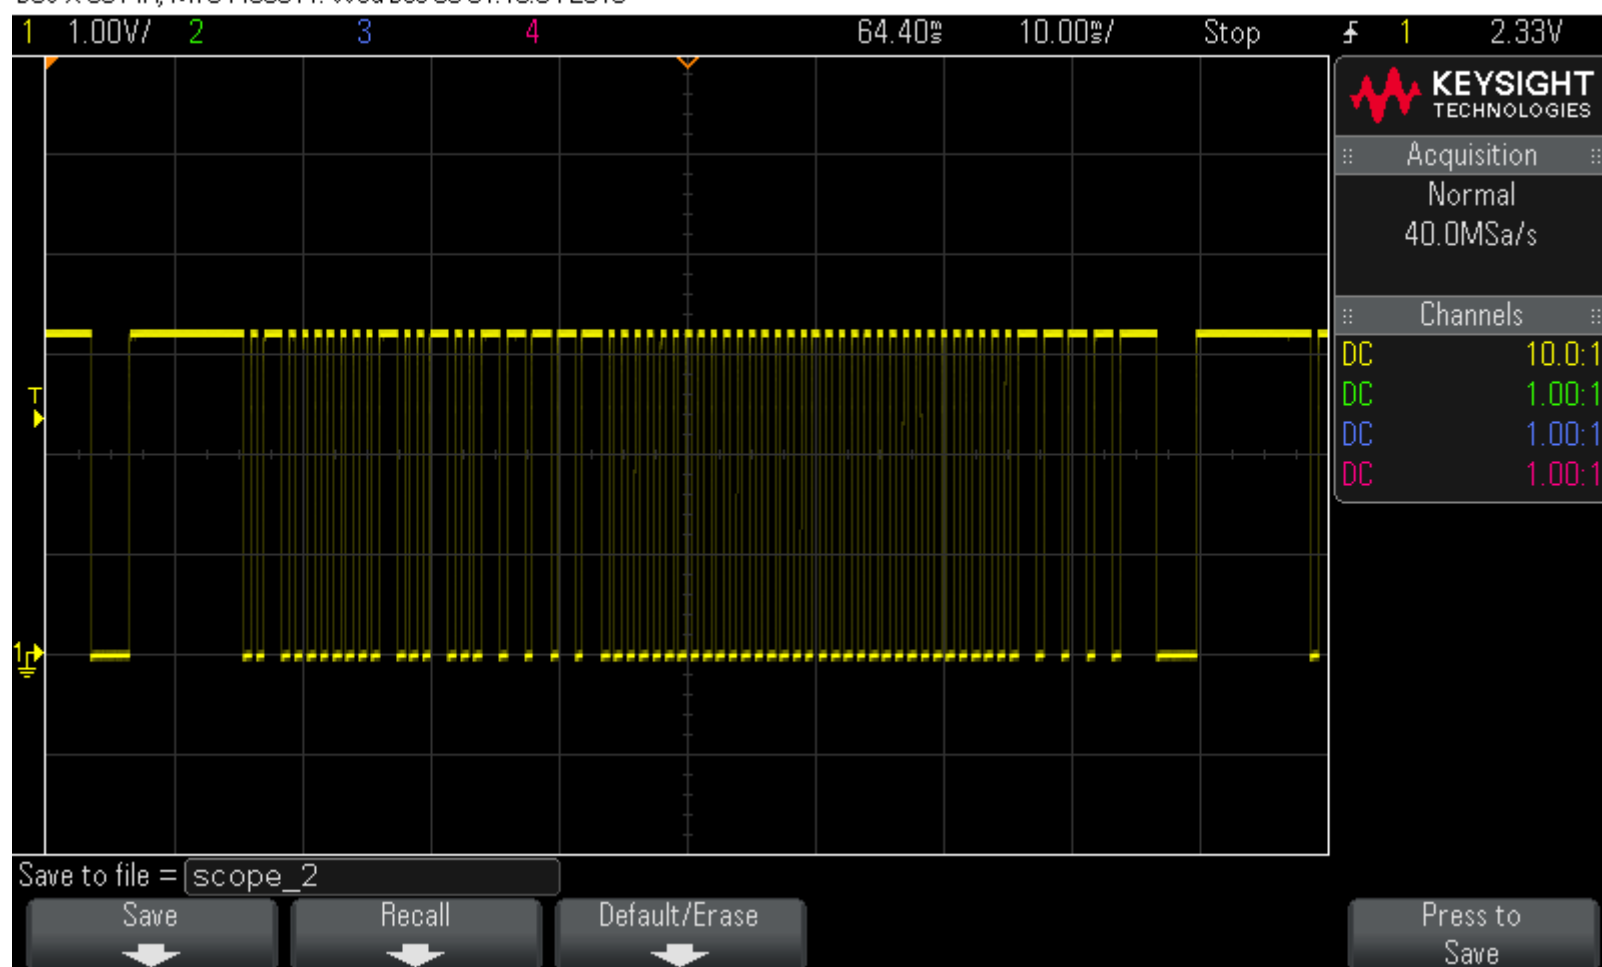 1 1.00V/ 2 3 4 64.40ms 10.00ms/ Stop 1 2.33V
KEYSIGHT
TECHNOLOGIES
Acquisition
Normal
40.0MSa/s
Channels
DC 10.0:1
DC 1.00:1
DC 1.00:1
DC 1.00:1
T
1
Save to file = scope_2
Save Recall Default/Erase Press to
Save